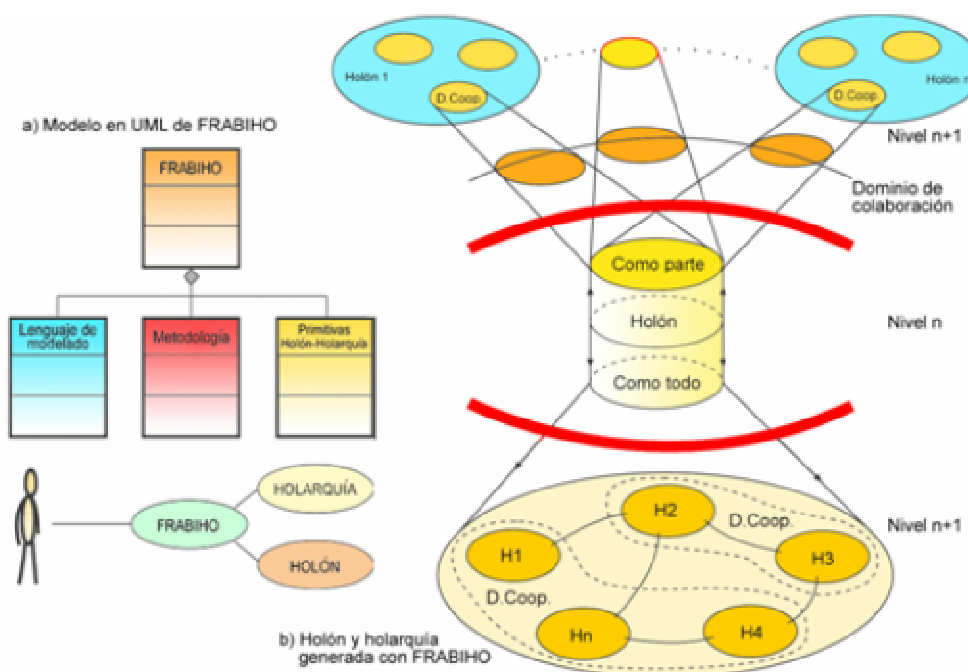 Holón 1
D.Coop.
Holón n
D.Coop.
Nivel n+1
Dominio de
colaboración
a) Modelo en UML de FRABIHO
FRABIHO
Lenguaje de
modelado
Metodología
Primitivas
Holón-Holarquía
Como parte
Holón
Como todo
Nivel n
HOLARQUÍA
FRABIHO
HOLÓN
H2
D.Coop.
H1
H3
D.Coop.
Hn
H4
Nivel n+1
b) Holón y holarquía
generada con FRABIHO